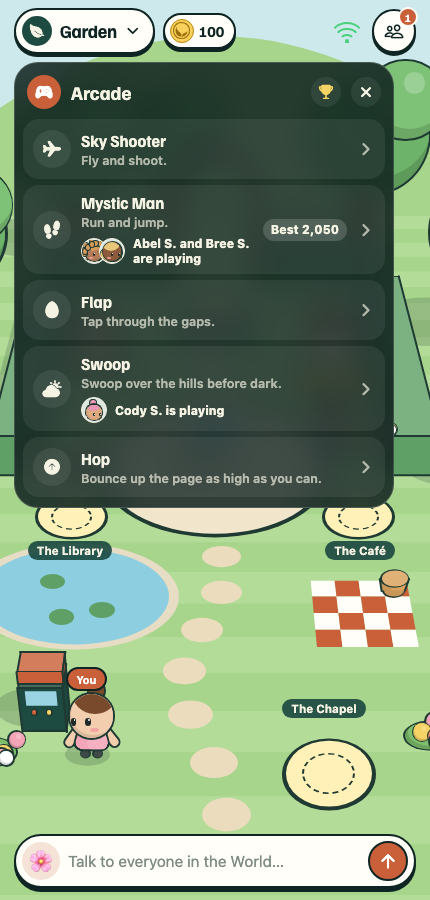 Garden
100
1
Arcade
Sky Shooter
Fly and shoot.
Mystic Man
Run and jump.
Abel S. and Bree S.
are playing
Best 2,050
Flap
Tap through the gaps.
Swoop
Swoop over the hills before dark.
Cody S. is playing
Hop
Bounce up the page as high as you can.
The Library
The Café
You
The Chapel
Talk to everyone in the World...